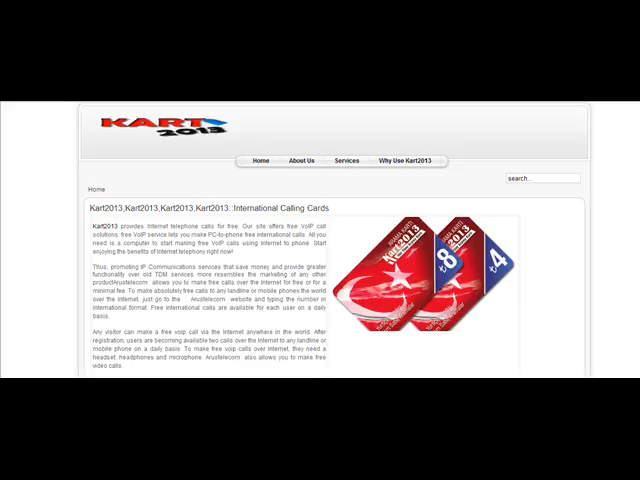 KART
2013
Home About Us Services Why Use Kart2013
search...
Home
Kart2013,Kart2013,Kart2013,Kart2013::International Calling Cards
Kart2013 provides Internet telephone calls for free. Our site offers free VoIP call
solutions. free VoIP service lets you make PC-to-phone free international calls. All you
need is a computer to start making free VoIP calls using Internet to phone. Start
enjoying the benefits of Internet telephony right now!
Thus, promoting IP Communications services that save money and provide greater
functionality over old TDM services more resembles the marketing of any other
productArustelecom allows you to make free calls over the Internet for free or for a
minimal fee. To make absolutely free calls to any landline or mobile phones the world
over the Internet, just go to the Arustelecom website and typing the number in
international format. Free international calls are available for each user on a daily
basis.
Any visitor can make a free voip call via the Internet anywhere in the world. After
registration, users are becoming available two calls over the Internet to any landline or
mobile phone on a daily basis. To make free voip calls over Internet, they need a
headset: headphones and microphone. Arustelecom also allows you to make free
video calls.
ARAMA KARTI
Kart2013
₺8
ARAMA KARTI
2013
₺4